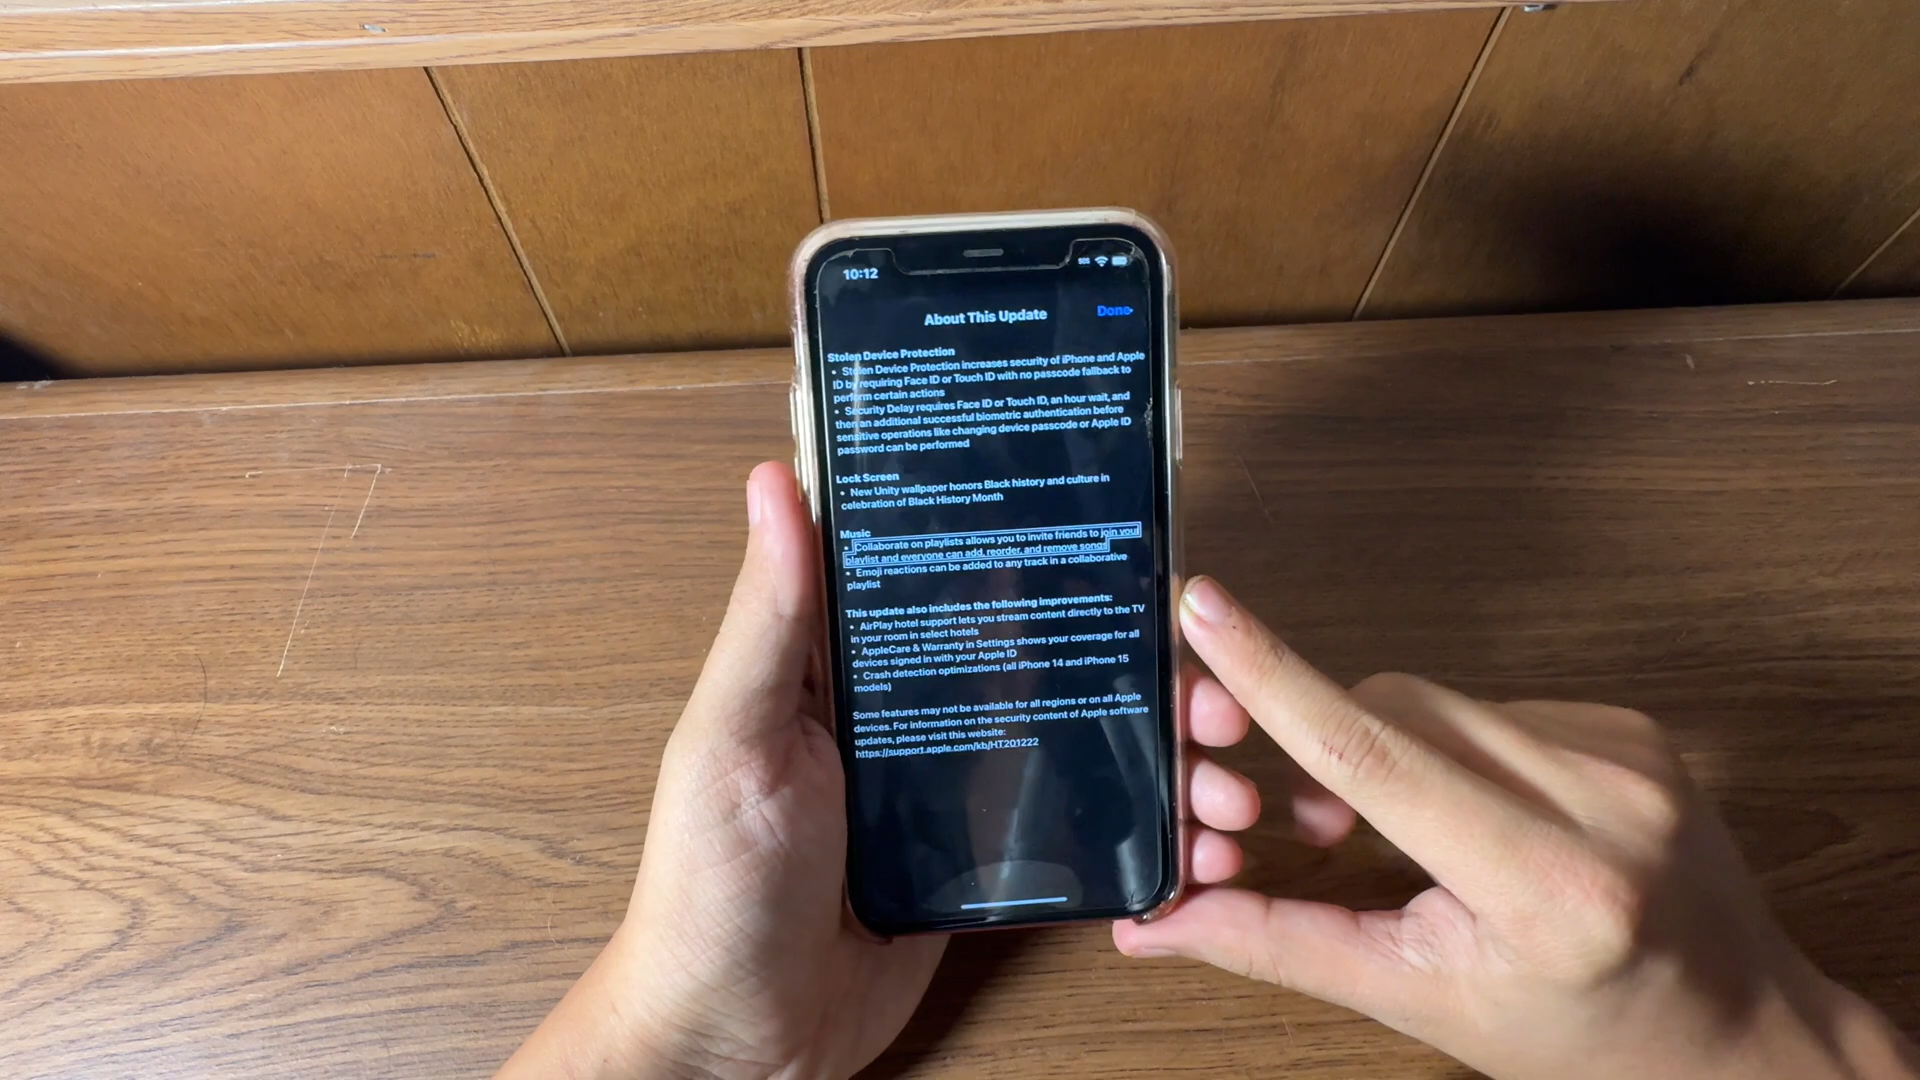 10:12
SOS
About This Update
Done
Stolen Device Protection
• Stolen Device Protection increases security of iPhone and Apple
ID by requiring Face ID or Touch ID with no passcode fallback to
perform certain actions
• Security Delay requires Face ID or Touch ID, an hour wait, and
then an additional successful biometric authentication before
sensitive operations like changing device passcode or Apple ID
password can be performed
Lock Screen
• New Unity wallpaper honors Black history and culture in
celebration of Black History Month
Music
• Collaborate on playlists allows you to invite friends to join your
playlist and everyone can add, reorder, and remove songs
• Emoji reactions can be added to any track in a collaborative
playlist
This update also includes the following improvements:
• AirPlay hotel support lets you stream content directly to the TV
in your room in select hotels
• AppleCare & Warranty in Settings shows your coverage for all
devices signed in with your Apple ID
• Crash detection optimizations (all iPhone 14 and iPhone 15
models)
Some features may not be available for all regions or on all Apple
devices. For information on the security content of Apple software
updates, please visit this website:
https://support.apple.com/kb/HT201222